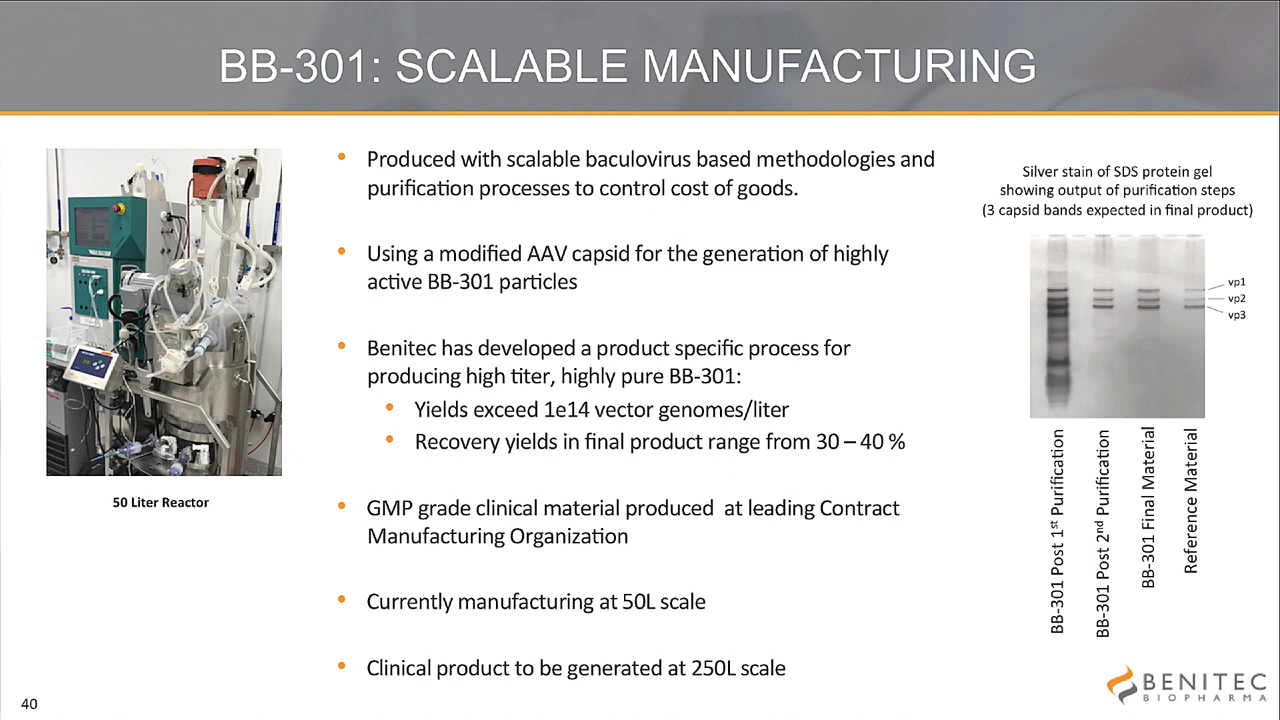 BB-301: SCALABLE MANUFACTURING
50 Liter Reactor
• Produced with scalable baculovirus based methodologies and
purification processes to control cost of goods.
• Using a modified AAV capsid for the generation of highly
active BB-301 particles
• Benitec has developed a product specific process for
producing high titer, highly pure BB-301:
• Yields exceed 1e14 vector genomes/liter
• Recovery yields in final product range from 30 – 40 %
• GMP grade clinical material produced  at leading Contract
Manufacturing Organization
• Currently manufacturing at 50L scale
• Clinical product to be generated at 250L scale
Silver stain of SDS protein gel
showing output of purification steps
(3 capsid bands expected in final product)
vp1
vp2
vp3
BB-301 Post 1st Purification
BB-301 Post 2nd Purification
BB-301 Final Material
Reference Material
BENITEC
BIOPHARMA
40